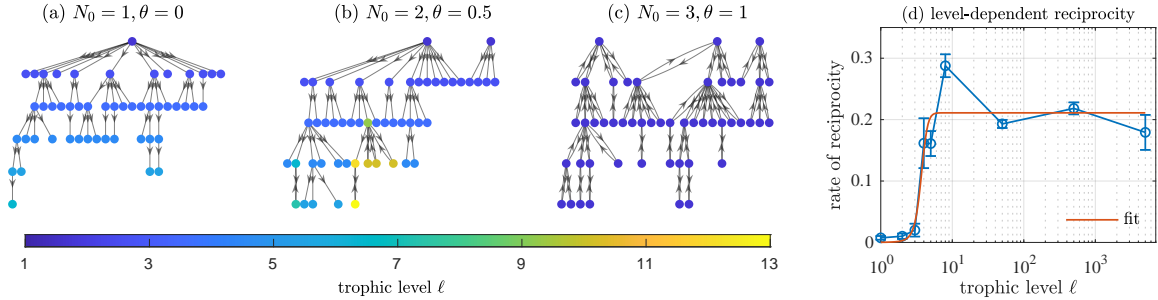 (a) N₀ = 1, θ = 0
(b) N₀ = 2, θ = 0.5
(c) N₀ = 3, θ = 1
1 3 5 7 9 11 13
trophic level ℓ
(d) level-dependent reciprocity
rate of reciprocity
0.3
0.2
0.1
0
fit
10⁰ 10¹ 10² 10³
trophic level ℓ